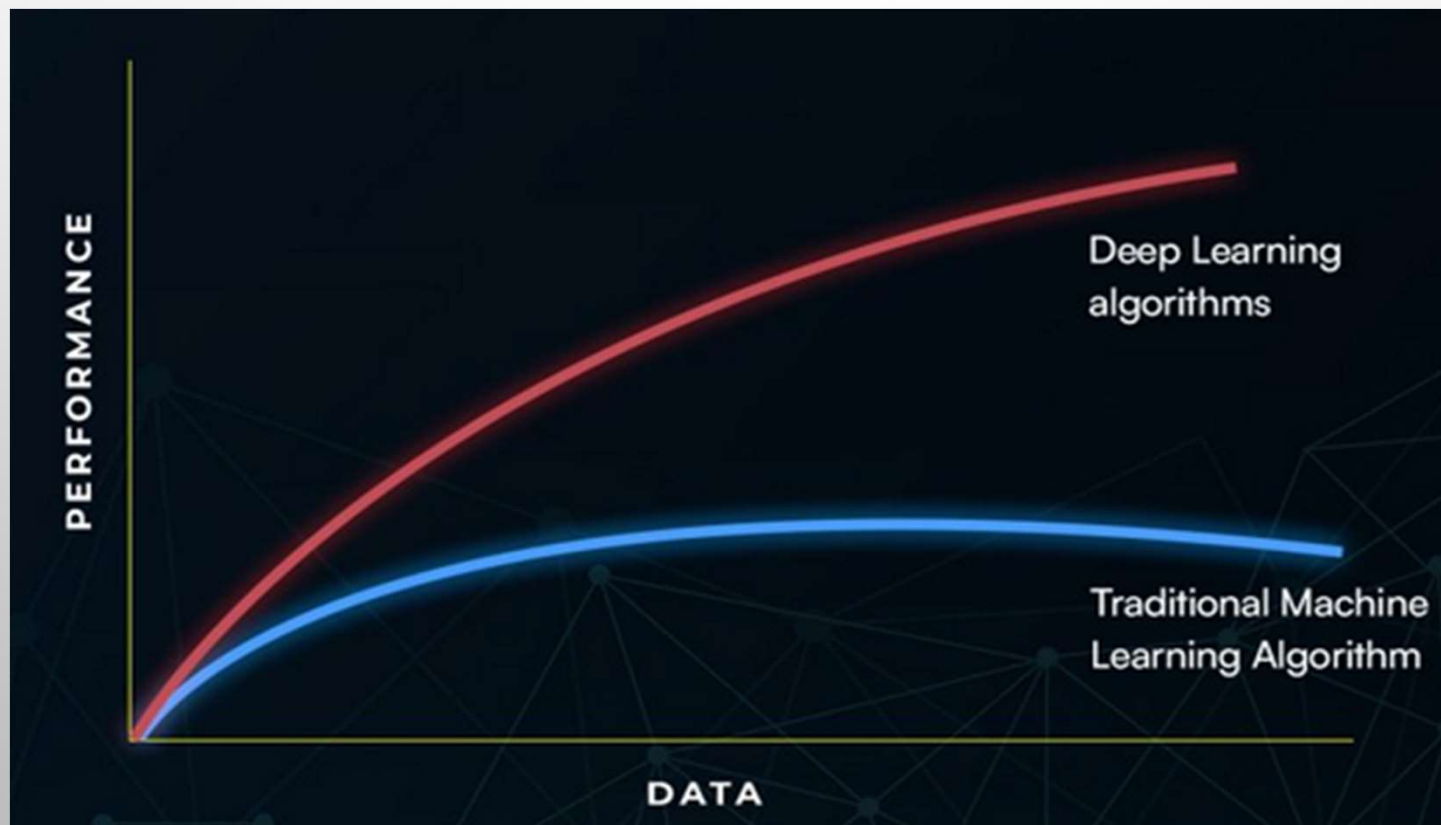 PERFORMANCE
Deep Learning
algorithms
Traditional Machine
Learning Algorithm
DATA